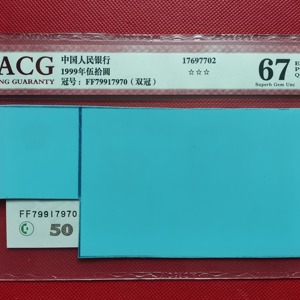 ACG
NG GUARANTY
中国人民银行
1999年伍拾圆
冠号: FF79917970 (双冠)
17697702
☆☆☆
67
E
P
Q
Superb Gem Unc
FF79917970
50